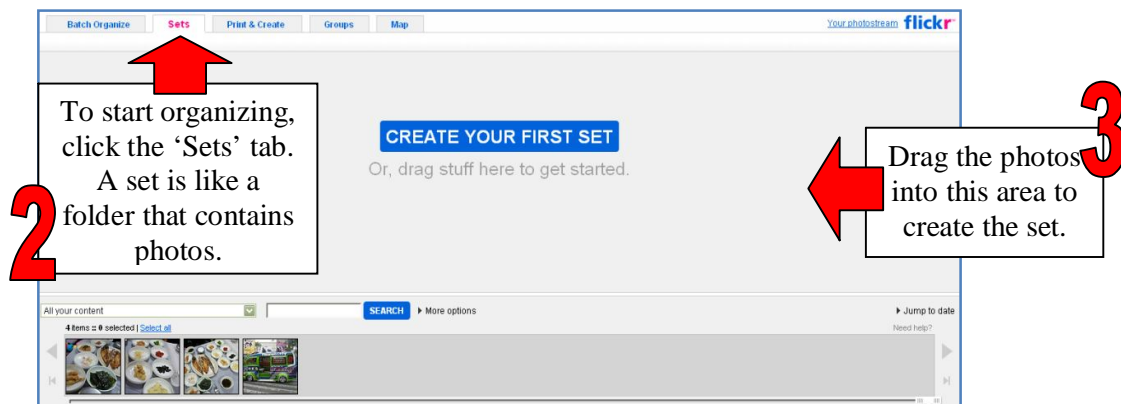 Batch Organize Sets Print & Create Groups Map Your photostream flickr
To start organizing,
click the ‘Sets’ tab.
A set is like a
folder that contains
photos.
2
CREATE YOUR FIRST SET
Or, drag stuff here to get started.
3
Drag the photos
into this area to
create the set.
All your content SEARCH More options Jump to date
4 items :: 0 selected | Select all Need help?